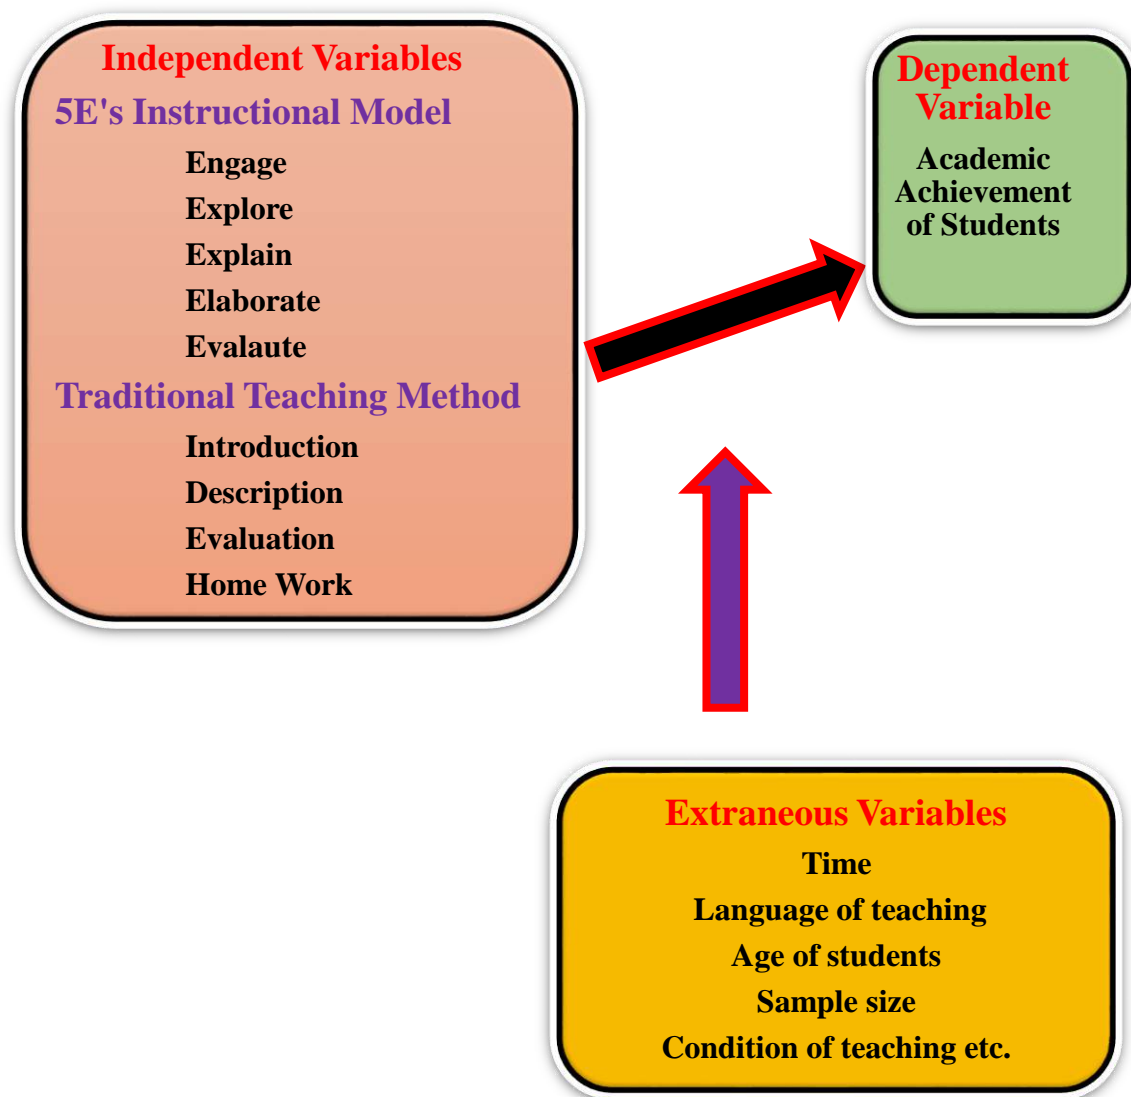 Independent Variables
5E's Instructional Model
Engage
Explore
Explain
Elaborate
Evalaute
Traditional Teaching Method
Introduction
Description
Evaluation
Home Work
Dependent
Variable
Academic
Achievement
of Students
Extraneous Variables
Time
Language of teaching
Age of students
Sample size
Condition of teaching etc.